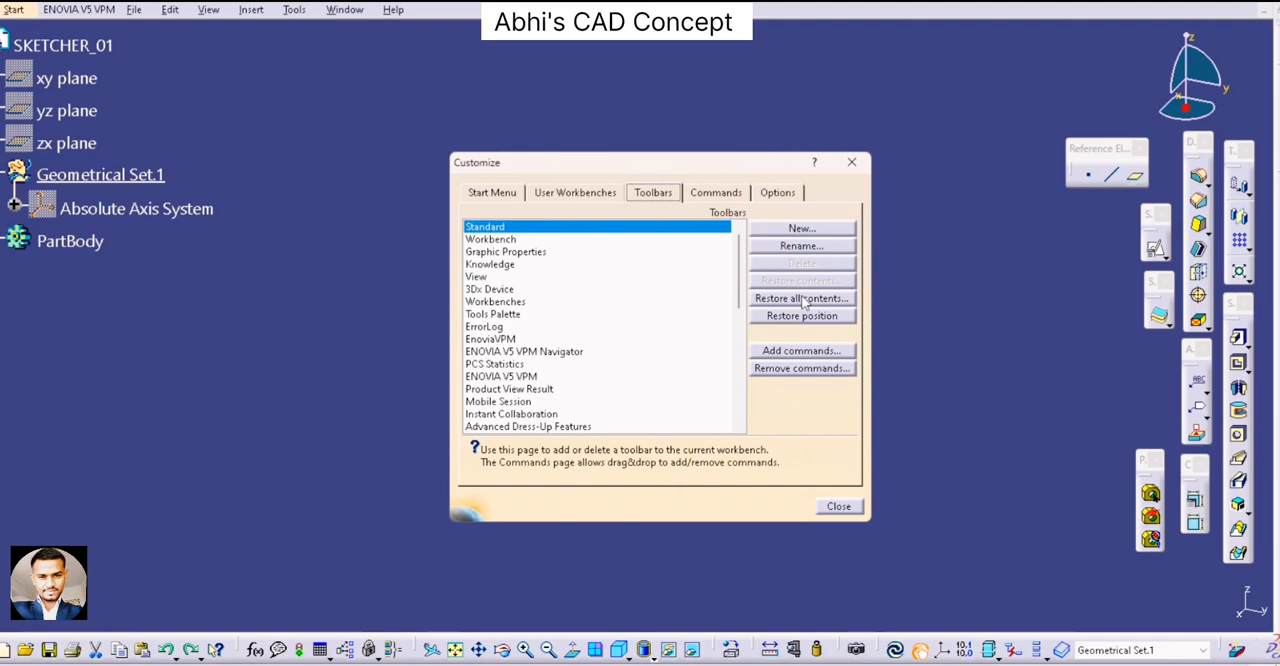 Start ENOVIA V5 VPM File Edit View Insert Tools Window Help
Abhi's CAD Concept
SKETCHER_01
xy plane
yz plane
zx plane
Geometrical Set.1
Absolute Axis System
PartBody
Customize ?
Start Menu User Workbenches Toolbars Commands Options
Toolbars
Standard
Workbench
Graphic Properties
Knowledge
View
3Dx Device
Workbenches
Tools Palette
ErrorLog
EnoviaVPM
ENOVIA V5 VPM Navigator
PCS Statistics
ENOVIA V5 VPM
Product View Result
Mobile Session
Instant Collaboration
Advanced Dress-Up Features
New...
Rename...
Delete
Restore contents...
Restore all contents...
Restore position
Add commands...
Remove commands...
Use this page to add or delete a toolbar to the current workbench.
The Commands page allows drag&drop to add/remove commands.
Close
Reference El...
D.
T.
S.
S.
S.
A.
ABC
P.
C
z
y
x
z
y
x
f(x)
10.1
10.0
Geometrical Set.1